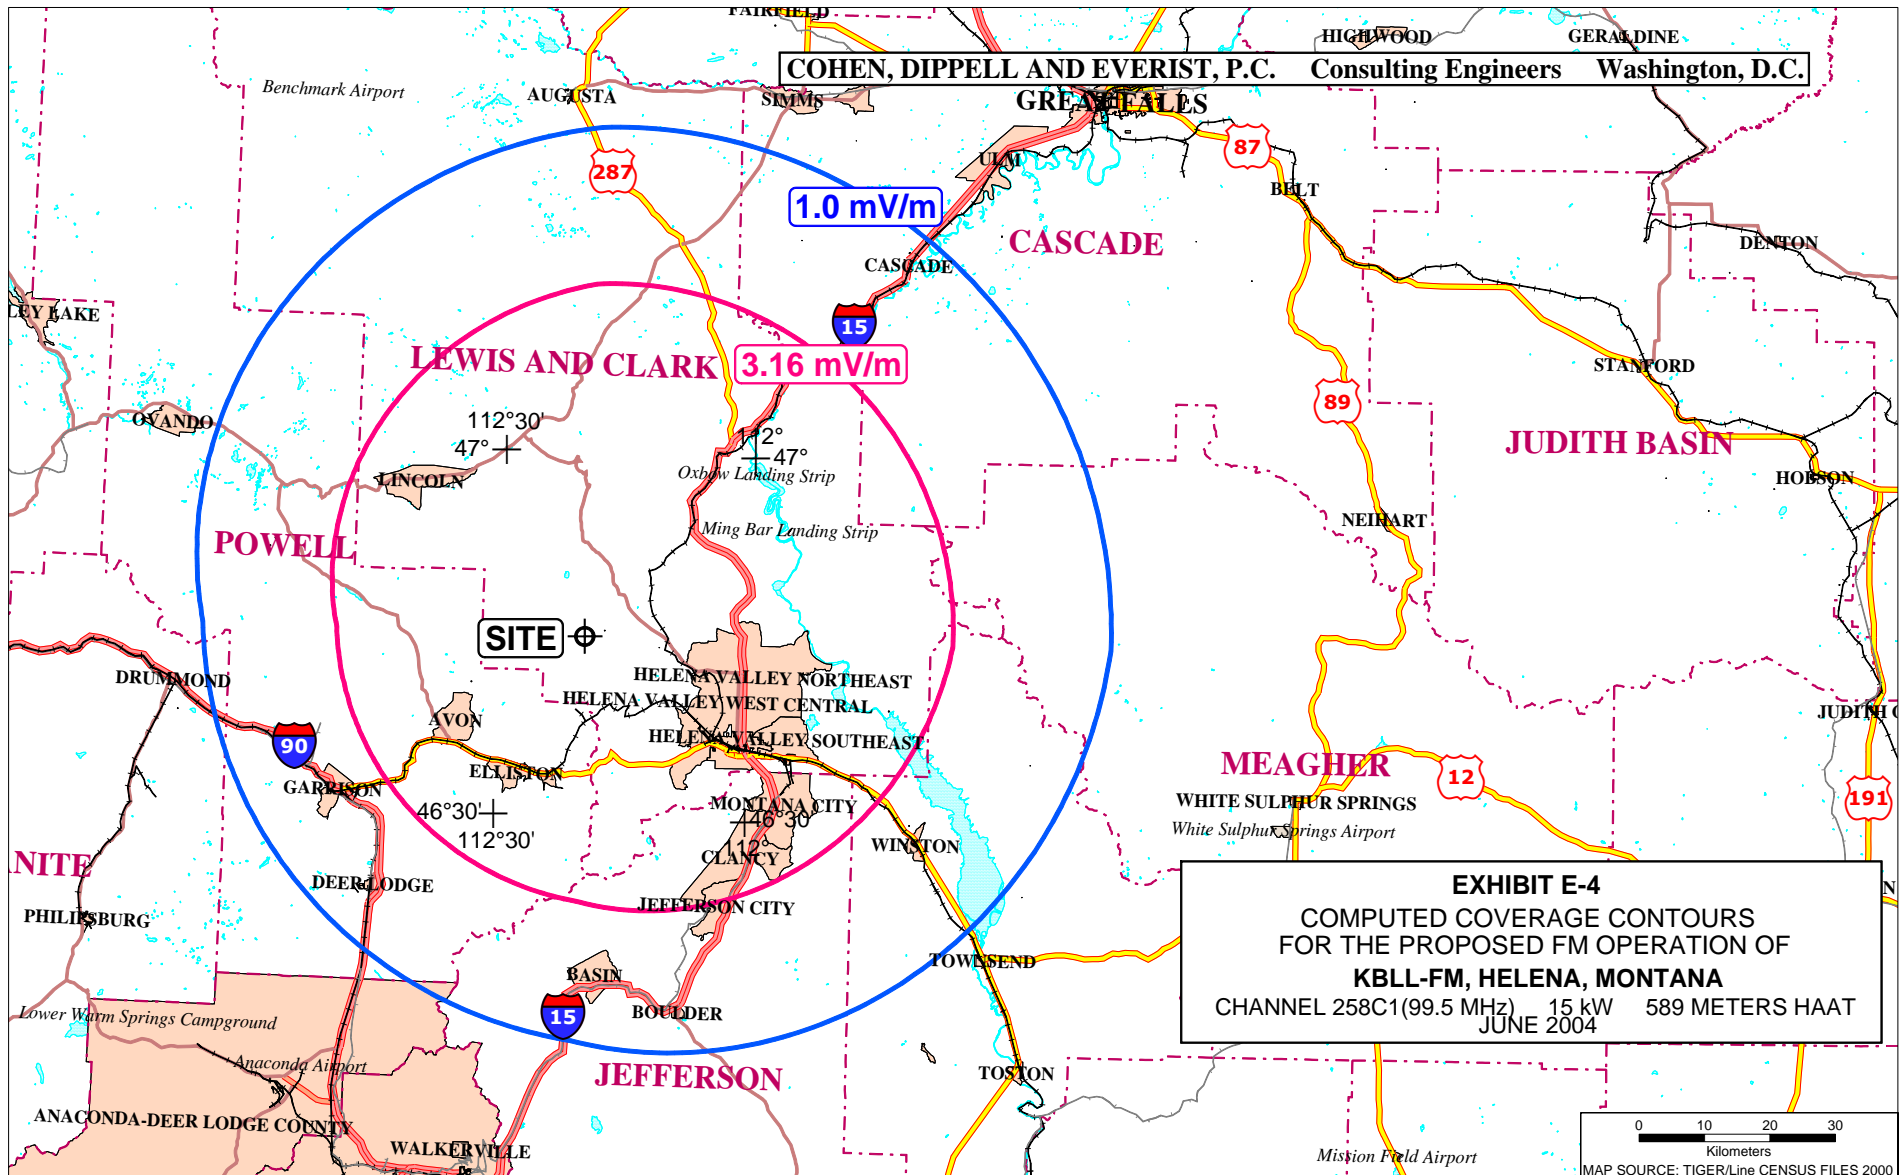 FAIRFIELD
HIGHWOOD
GERALDINE
COHEN, DIPPELL AND EVERIST, P.C. Consulting Engineers Washington, D.C.
Benchmark Airport
AUGUSTA
SIMMS
GREAT FALLS
287
ULM
87
BELT
1.0 mV/m
CASCADE
DENTON
CASCADE
LEY LAKE
15
LEWIS AND CLARK
3.16 mV/m
STANFORD
89
OVANDO
112°30'
47°
112°
47°
JUDITH BASIN
LINCOLN
Oxbow Landing Strip
HOBSON
Ming Bar Landing Strip
NEIHART
POWELL
SITE
DRUMMOND
HELENA VALLEY NORTHEAST
HELENA VALLEY WEST CENTRAL
AVON
HELENA VALLEY SOUTHEAST
JUDITH G
90
MEAGHER
ELLISTON
12
GARRISON
MONTANA CITY
WHITE SULPHUR SPRINGS
191
46°30'
112°30'
46°30'
112°
White Sulphur Springs Airport
WINSTON
CLANCY
NITE
DEER LODGE
JEFFERSON CITY
PHILIPSBURG
N
EXHIBIT E-4
COMPUTED COVERAGE CONTOURS
FOR THE PROPOSED FM OPERATION OF
KBLL-FM, HELENA, MONTANA
CHANNEL 258C1(99.5 MHz) 15 kW 589 METERS HAAT
JUNE 2004
TOWNSEND
BASIN
BOULDER
15
Lower Warm Springs Campground
Anaconda Airport
JEFFERSON
TOSTON
ANACONDA-DEER LODGE COUNTY
WALKERVILLE
Mission Field Airport
0 10 20 30
Kilometers
MAP SOURCE: TIGER/Line CENSUS FILES 2000